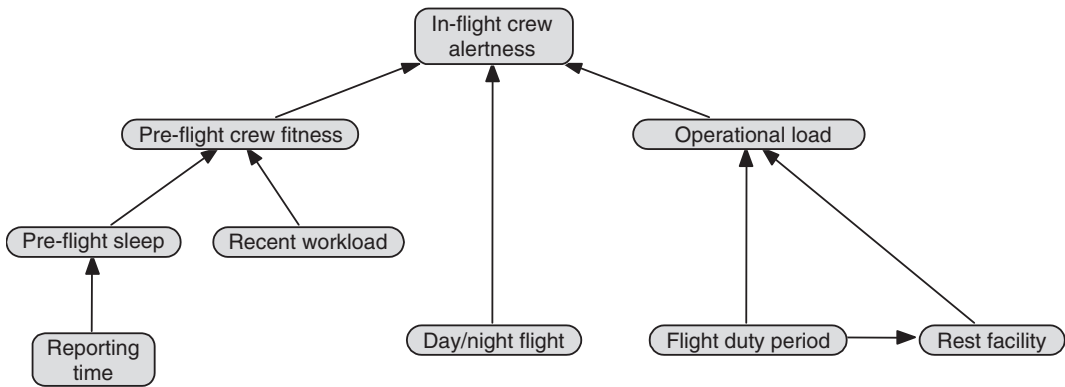 In-flight crew
alertness
Pre-flight crew fitness
Operational load
Pre-flight sleep
Recent workload
Reporting
time
Day/night flight
Flight duty period
Rest facility